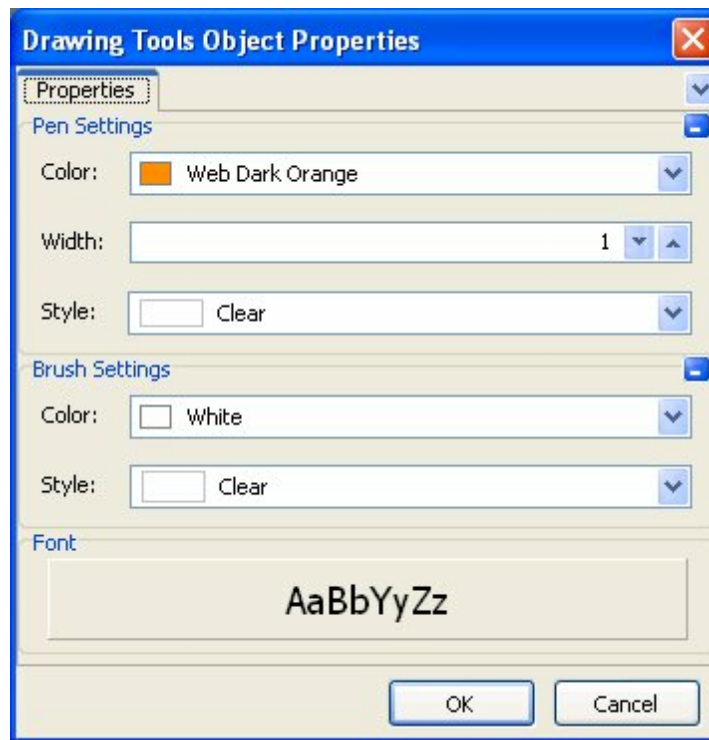 Drawing Tools Object Properties
Properties
Pen Settings
Color: Web Dark Orange
Width: 1
Style: Clear
Brush Settings
Color: White
Style: Clear
Font
AaBbYyZz
OK Cancel